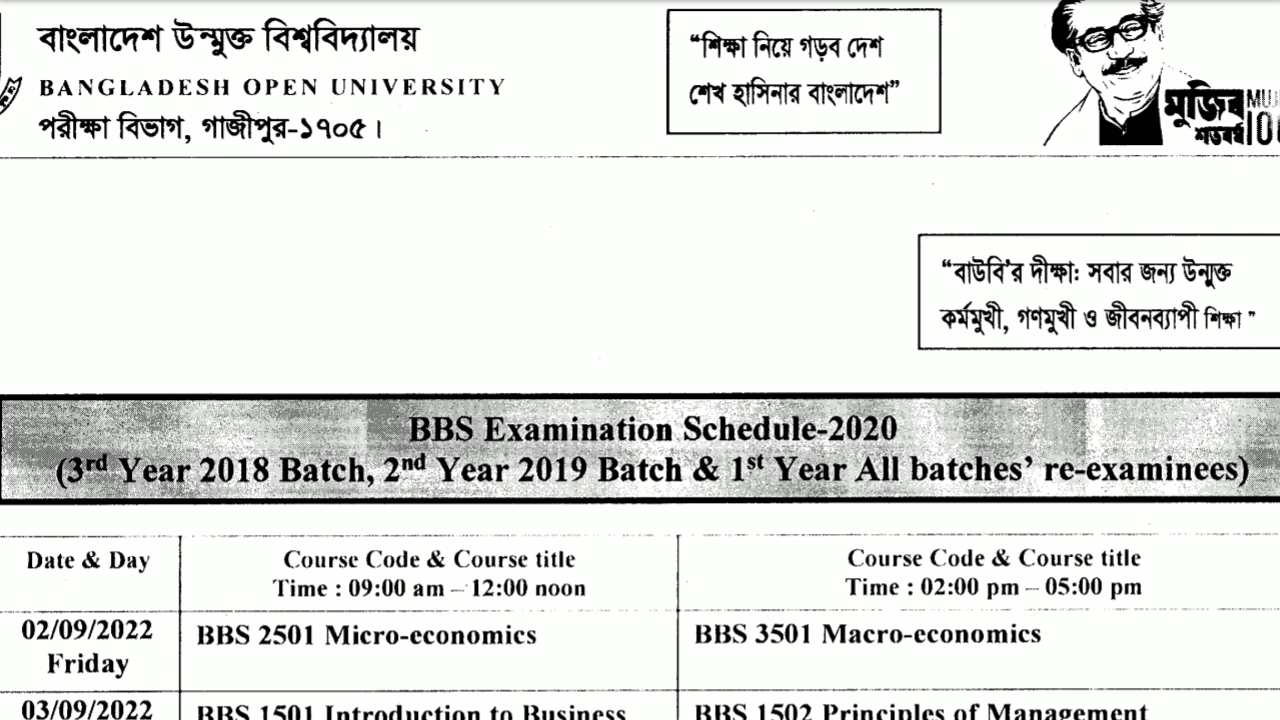 বাংলাদেশ উন্মুক্ত বিশ্ববিদ্যালয়
BANGLADESH OPEN UNIVERSITY
পরীক্ষা বিভাগ, গাজীপুর-১৭০৫।
“শিক্ষা নিয়ে গড়ব দেশ
শেখ হাসিনার বাংলাদেশ”
মুজিব
শতবর্ষ
“বাউবি’র দীক্ষা: সবার জন্য উন্মুক্ত
কর্মমুখী, গণমুখী ও জীবনব্যাপী শিক্ষা ”
BBS Examination Schedule-2020
(3rd Year 2018 Batch, 2nd Year 2019 Batch & 1st Year All batches’ re-examinees)
Date & Day
Course Code & Course title
Time : 09:00 am – 12:00 noon
Course Code & Course title
Time : 02:00 pm – 05:00 pm
02/09/2022
Friday
BBS 2501 Micro-economics
BBS 3501 Macro-economics
03/09/2022
BBS 1501 Introduction to Business
BBS 1502 Principles of Management